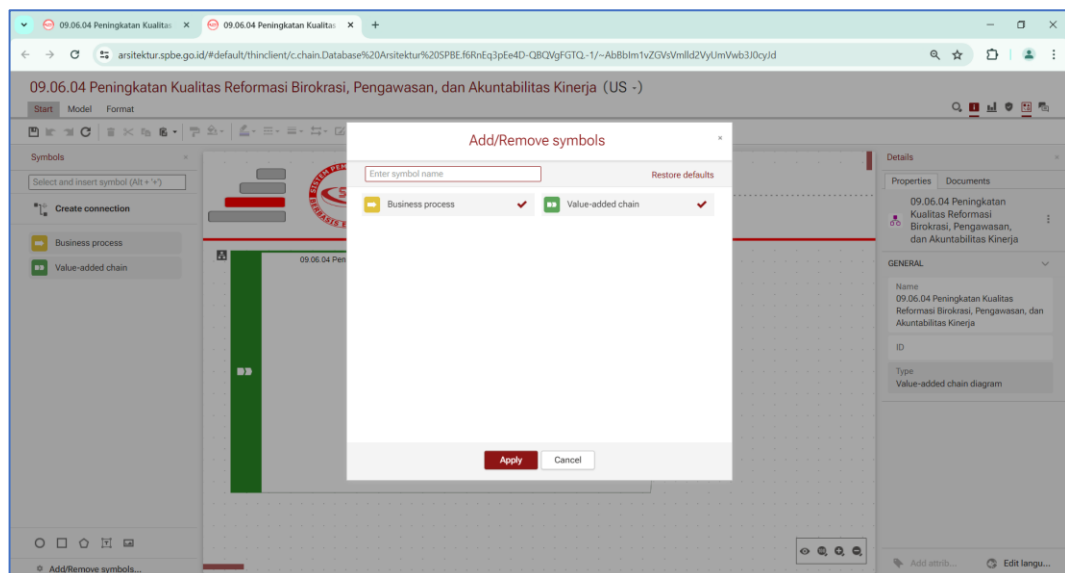 09.06.04 Peningkatan Kualitas
09.06.04 Peningkatan Kualitas
arsitektur.spbe.go.id/#default/thinclient/c.chain.Database%20Arsitektur%20SPBE.f6RnEq3pEe4D-QBQVgFGTQ.-1/~AbBbIm1vZGVsVmlld2VyUmVwb3J0cyJd
09.06.04 Peningkatan Kualitas Reformasi Birokrasi, Pengawasan, dan Akuntabilitas Kinerja (US -)
Start Model Format
Symbols
Select and insert symbol (Alt + '+')
Create connection
Business process
Value-added chain
Add/Remove symbols...
09.06.04 Pen
Add/Remove symbols
Enter symbol name
Restore defaults
Business process
Value-added chain
Apply Cancel
Details
Properties Documents
09.06.04 Peningkatan
Kualitas Reformasi
Birokrasi, Pengawasan,
dan Akuntabilitas Kinerja
GENERAL
Name
09.06.04 Peningkatan Kualitas
Reformasi Birokrasi, Pengawasan, dan
Akuntabilitas Kinerja
ID
Type
Value-added chain diagram
Add attrib... Edit langu...